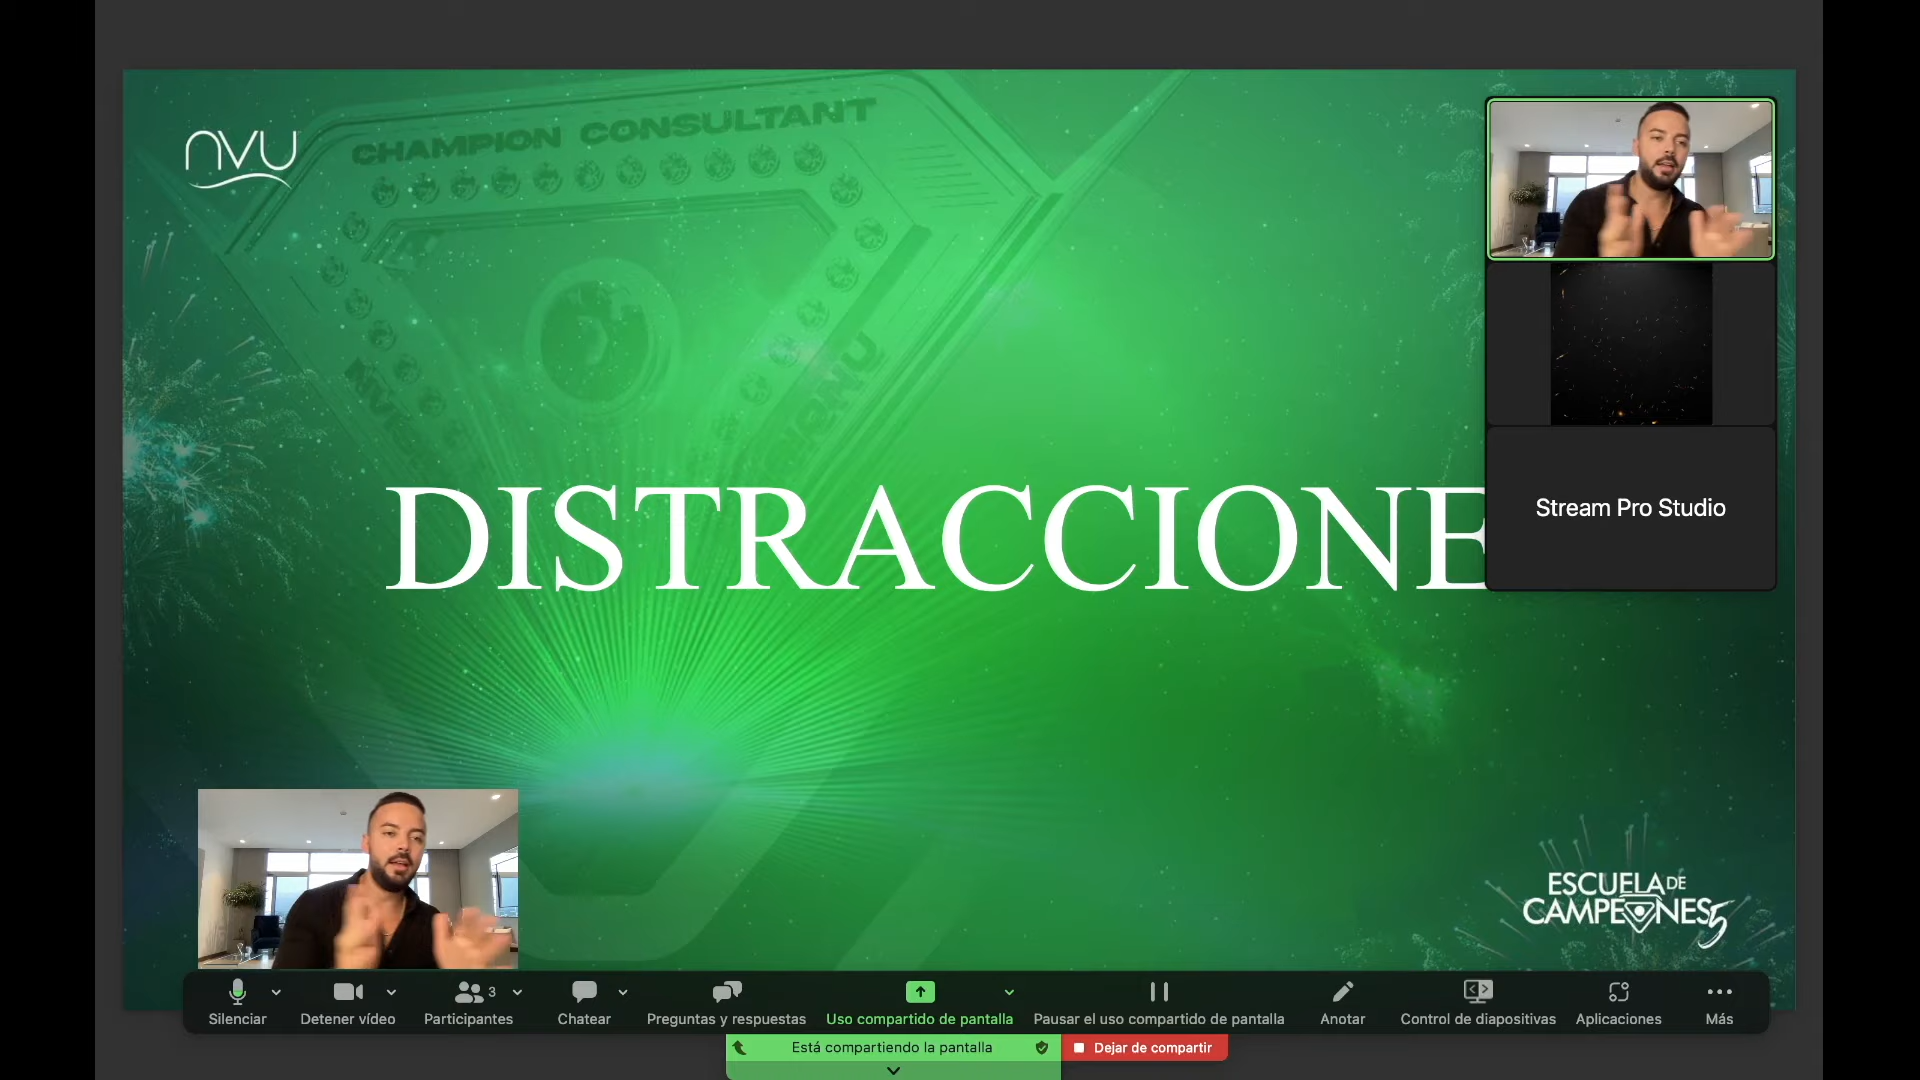 nvu
CHAMPION CONSULTANT
DISTRACCIONE
Stream Pro Studio
ESCUELA DE
CAMPEONES 5
3
Silenciar
Detener vídeo
Participantes
Chatear
Preguntas y respuestas
Uso compartido de pantalla
Pausar el uso compartido de pantalla
Anotar
Control de diapositivas
Aplicaciones
Más
Está compartiendo la pantalla
Dejar de compartir